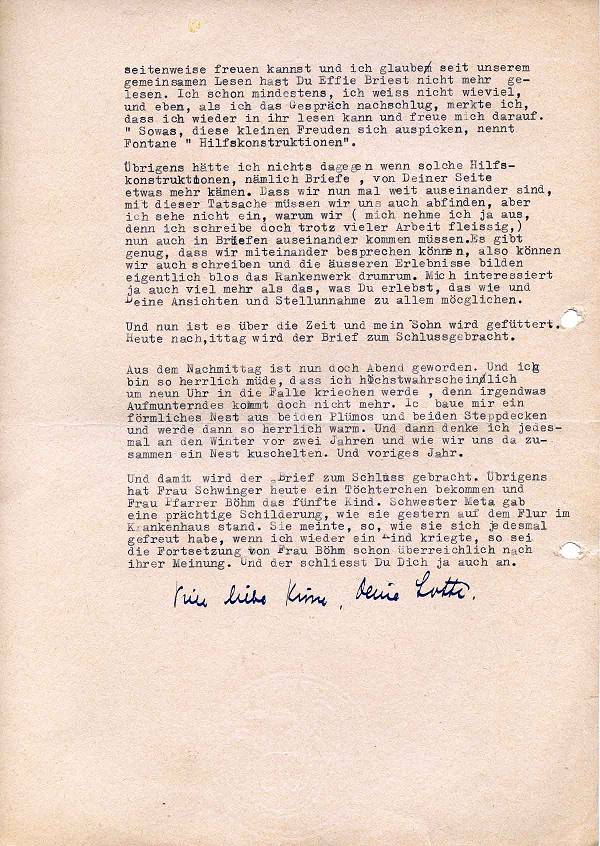 seitenweise freuen kannst und ich glauben seit unserem
gemeinsamen Lesen hast Du Effie Briest nicht mehr ge-
lesen. Ich schon mindestens, ich weiss nicht wieviel,
und eben, als ich das Gespräch nachschlug, merkte ich,
dass ich wieder in ihr lesen kann und freue mich darauf.
" Sowas, diese kleinen Freuden sich auspicken, nennt
Fontane " Hilfskonstruktionen".
Übrigens hätte ich nichts dagegen wenn solche Hilfs-
konstruktionen, nämlich Briefe , von Deiner Seite
etwas mehr kämen. Dass wir nun mal weit auseinander sind,
mit dieser Tatsache müssen wir uns auch abfinden, aber
ich sehe nicht ein, warum wir ( mich nehme ich ja aus,
denn ich schreibe doch trotz vieler Arbeit fleissig,)
nun auch in Briefen auseinander kommen müssen.Es gibt
genug, dass wir miteinander besprechen können, also können
wir auch schreiben und die äusseren Erlebnisse bilden
eigentlich blos das Rankenwerk drumrum. Mich interessiert
ja auch viel mehr als das, was Du erlebst, das wie und
Deine Ansichten und Stellunnahme zu allem möcglichen.
Und nun ist es über die Zeit und mein Sohn wird gefüttert.
Heute nach,ittag wird der Brief zum Schlussgebracht.
Aus dem Nachmittag ist nun doch Abend geworden. Und ich
bin so herrlich müde, dass ich höchstwahrscheinlich
um neun Uhr in die Falle kriechen werde , denn irgendwas
Aufmunterndes kommt doch nicht mehr. Ic baue mir ein
förmliches Nest aus beiden Plümos und beiden Steppdecken
und werde dann so herrlich warm. Und dann denke ich jedes-
mal an den Winter vor zwei Jahren und wie wir uns da zu-
sammen ein Nest kuschelten. Und voriges Jahr.
Und damit wird der Brief zum Schluss gebracht. Übrigens
hat Frau Schwinger heute ein Töchterchen bekommen und
Frau Pfarrer Böhm das fünfte Kind. Schwester Meta gab
eine prächtige Schilderung, wie sie gestern auf dem Flur im
Krankenhaus stand. Sie meinte, so, wie sie sich jedesmal
gefreut habe, wenn ich wieder ein Kind kriegte, so sei
die Fortsetzung von Frau Böhm schon überreichlich nach
ihrer Meinung. Und der schliesst Du Dich ja auch an.
Viele liebe Küsse, Deine Lotte.